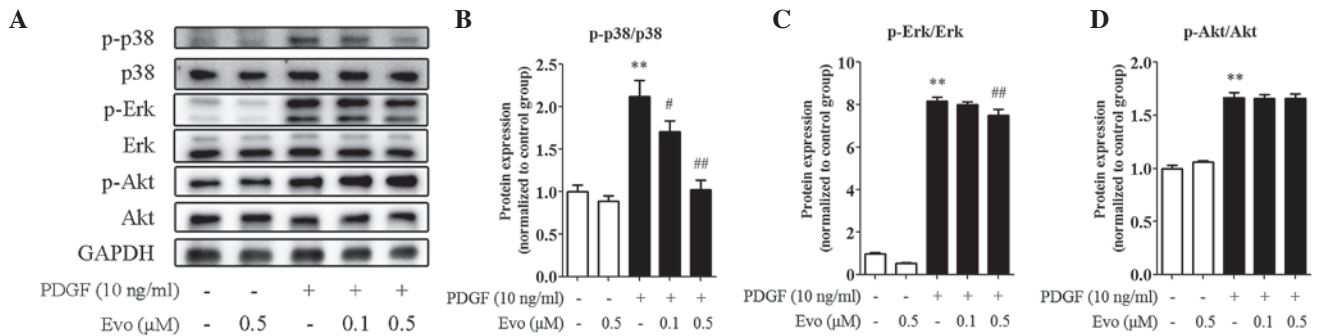 A
p-p38
p38
p-Erk
Erk
p-Akt
Akt
GAPDH
PDGF (10 ng/ml) - - + + +
Evo (μM) - 0.5 - 0.1 0.5
B
p-p38/p38
Protein expression
(normalized to control group)
2.5
2.0
1.5
1.0
0.5
0.0
**
#
##
PDGF (10 ng/ml) - - + + +
Evo (μM) - 0.5 - 0.1 0.5
C
p-Erk/Erk
Protein expression
(normalized to control group)
10
8
6
4
2
0
**
##
PDGF (10 ng/ml) - - + + +
Evo (μM) - 0.5 - 0.1 0.5
D
p-Akt/Akt
Protein expression
(normalized to control group)
2.0
1.5
1.0
0.5
0.0
**
PDGF (10 ng/ml) - - + + +
Evo (μM) - 0.5 - 0.1 0.5